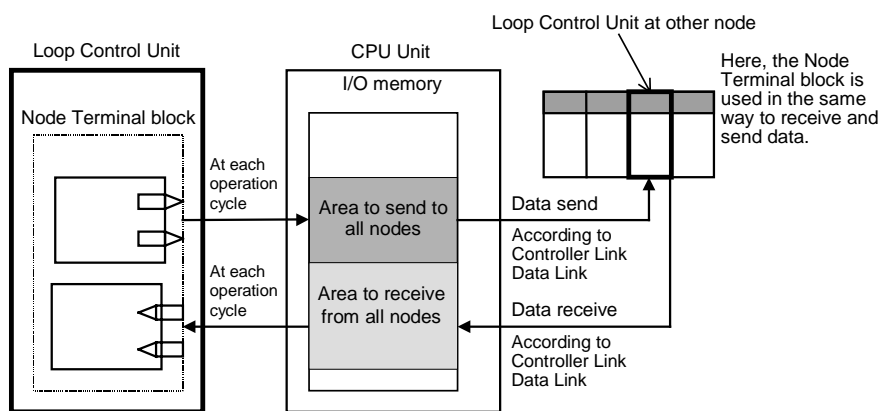 Loop Control Unit
Node Terminal block
At each
operation
cycle
At each
operation
cycle
CPU Unit
I/O memory
Area to send to
all nodes
Area to receive
from all nodes
Data send
According to
Controller Link
Data Link
Data receive
According to
Controller Link
Data Link
Loop Control Unit at other node
Here, the Node
Terminal block is
used in the same
way to receive and
send data.